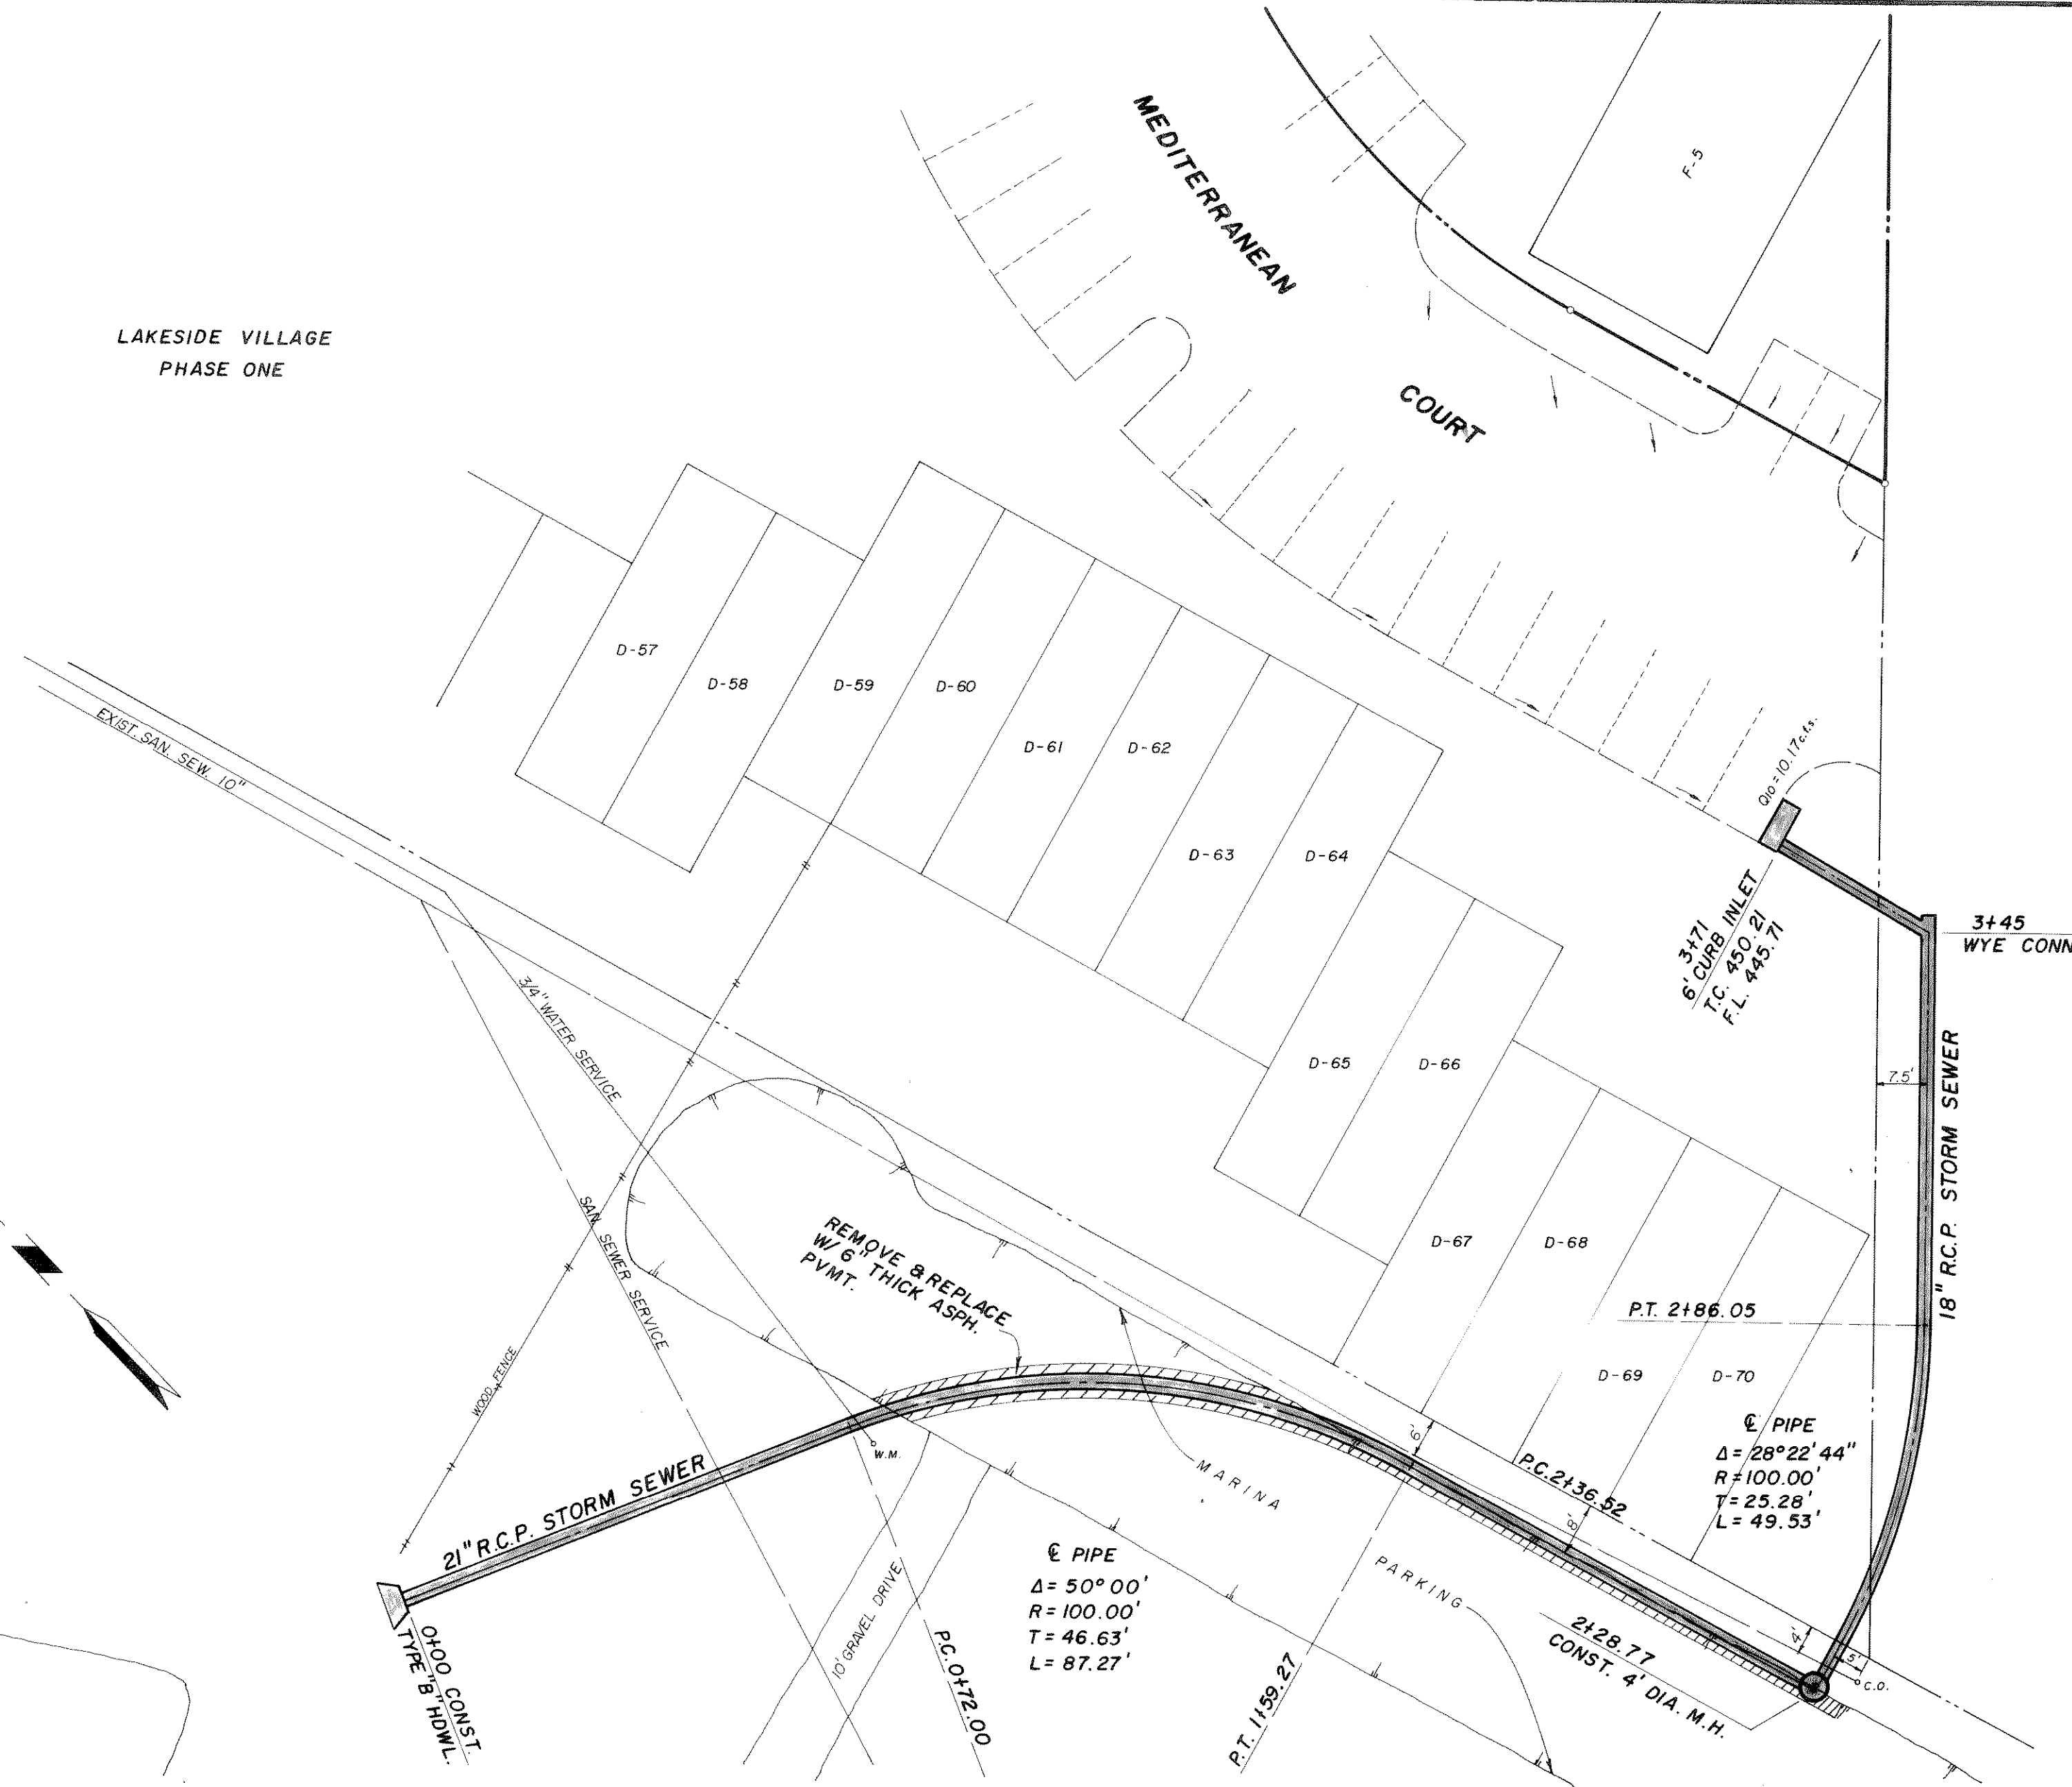 MEDITERRANEAN
COURT
F-5
LAKESIDE VILLAGE
PHASE ONE
D-57
D-58
D-59
D-60
D-61
D-62
D-63
D-64
D-65
D-66
D-67
D-68
D-69
D-70
EXIST. SAN. SEW. 10"
3/4" WATER SERVICE
SAN. SEWER SERVICE
WOOD FENCE
Q10 = 10.17 c.f.s.
3+71
6' CURB INLET
T.C. 450.21
F.L. 445.71
3+45
WYE CONN
7.5'
18" R.C.P. STORM SEWER
P.T. 2+86.05
REMOVE & REPLACE
W/ 6" THICK ASPH.
PVMT.
W.M.
21" R.C.P. STORM SEWER
0+00 CONST.
TYPE "B" HDWL.
10' GRAVEL DRIVE
P.C. 0+72.00
℄ PIPE
Δ = 50° 00'
R = 100.00'
T = 46.63'
L = 87.27'
MARINA
PARKING
P.T. 1+59.27
6'
P.C. 2+36.52
8'
℄ PIPE
Δ = 28° 22' 44"
R = 100.00'
T = 25.28'
L = 49.53'
2+28.77
CONST. 4' DIA. M.H.
4'
5'
C.O.